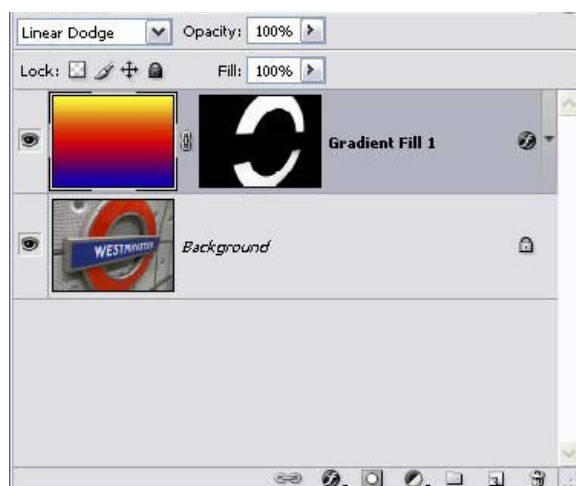 Linear Dodge Opacity: 100%
Lock: Fill: 100%
Gradient Fill 1
WESTMINSTER
Background